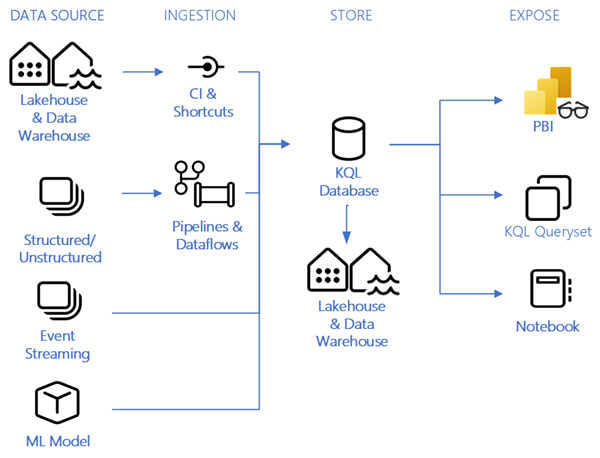 DATA SOURCE
INGESTION
STORE
EXPOSE
Lakehouse
& Data
Warehouse
CI &
Shortcuts
KQL
Database
PBI
Structured/
Unstructured
Pipelines &
Dataflows
KQL Queryset
Lakehouse
& Data
Warehouse
Notebook
Event
Streaming
ML Model